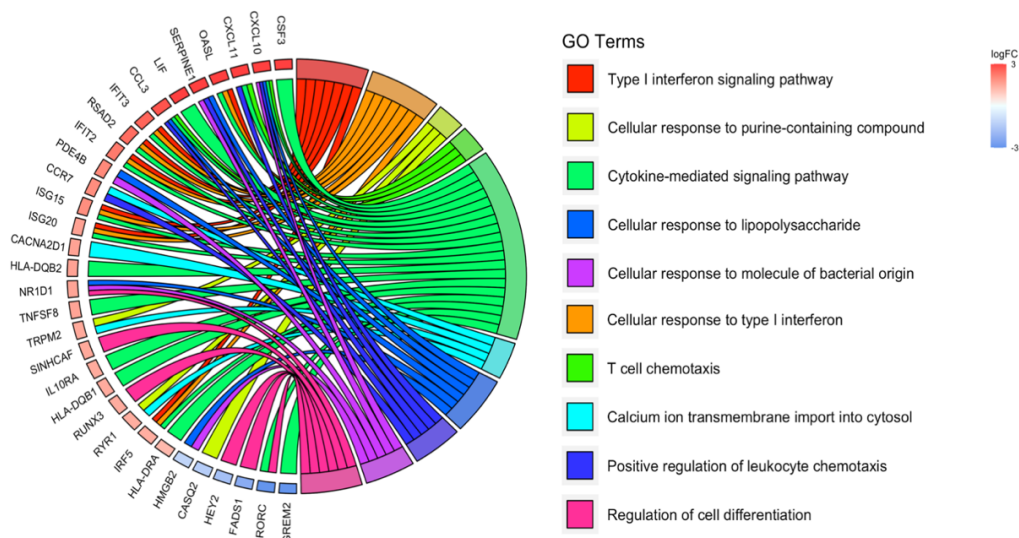 CSF3
CXCL10
CXCL11
OASL
SERPINE1
LIF
CCL3
IFIT3
RSAD2
IFIT2
PDE4B
CCR7
ISG15
ISG20
CACNA2D1
HLA-DQB2
NR1D1
TNFSF8
TRPM2
SINHCAF
IL10RA
HLA-DQB1
RUNX3
RYR1
IRF5
HLA-DRA
HMGB2
CASQ2
HEY2
FADS1
RORC
GREM2
GO Terms
Type I interferon signaling pathway
Cellular response to purine-containing compound
Cytokine-mediated signaling pathway
Cellular response to lipopolysaccharide
Cellular response to molecule of bacterial origin
Cellular response to type I interferon
T cell chemotaxis
Calcium ion transmembrane import into cytosol
Positive regulation of leukocyte chemotaxis
Regulation of cell differentiation
logFC
3
-3